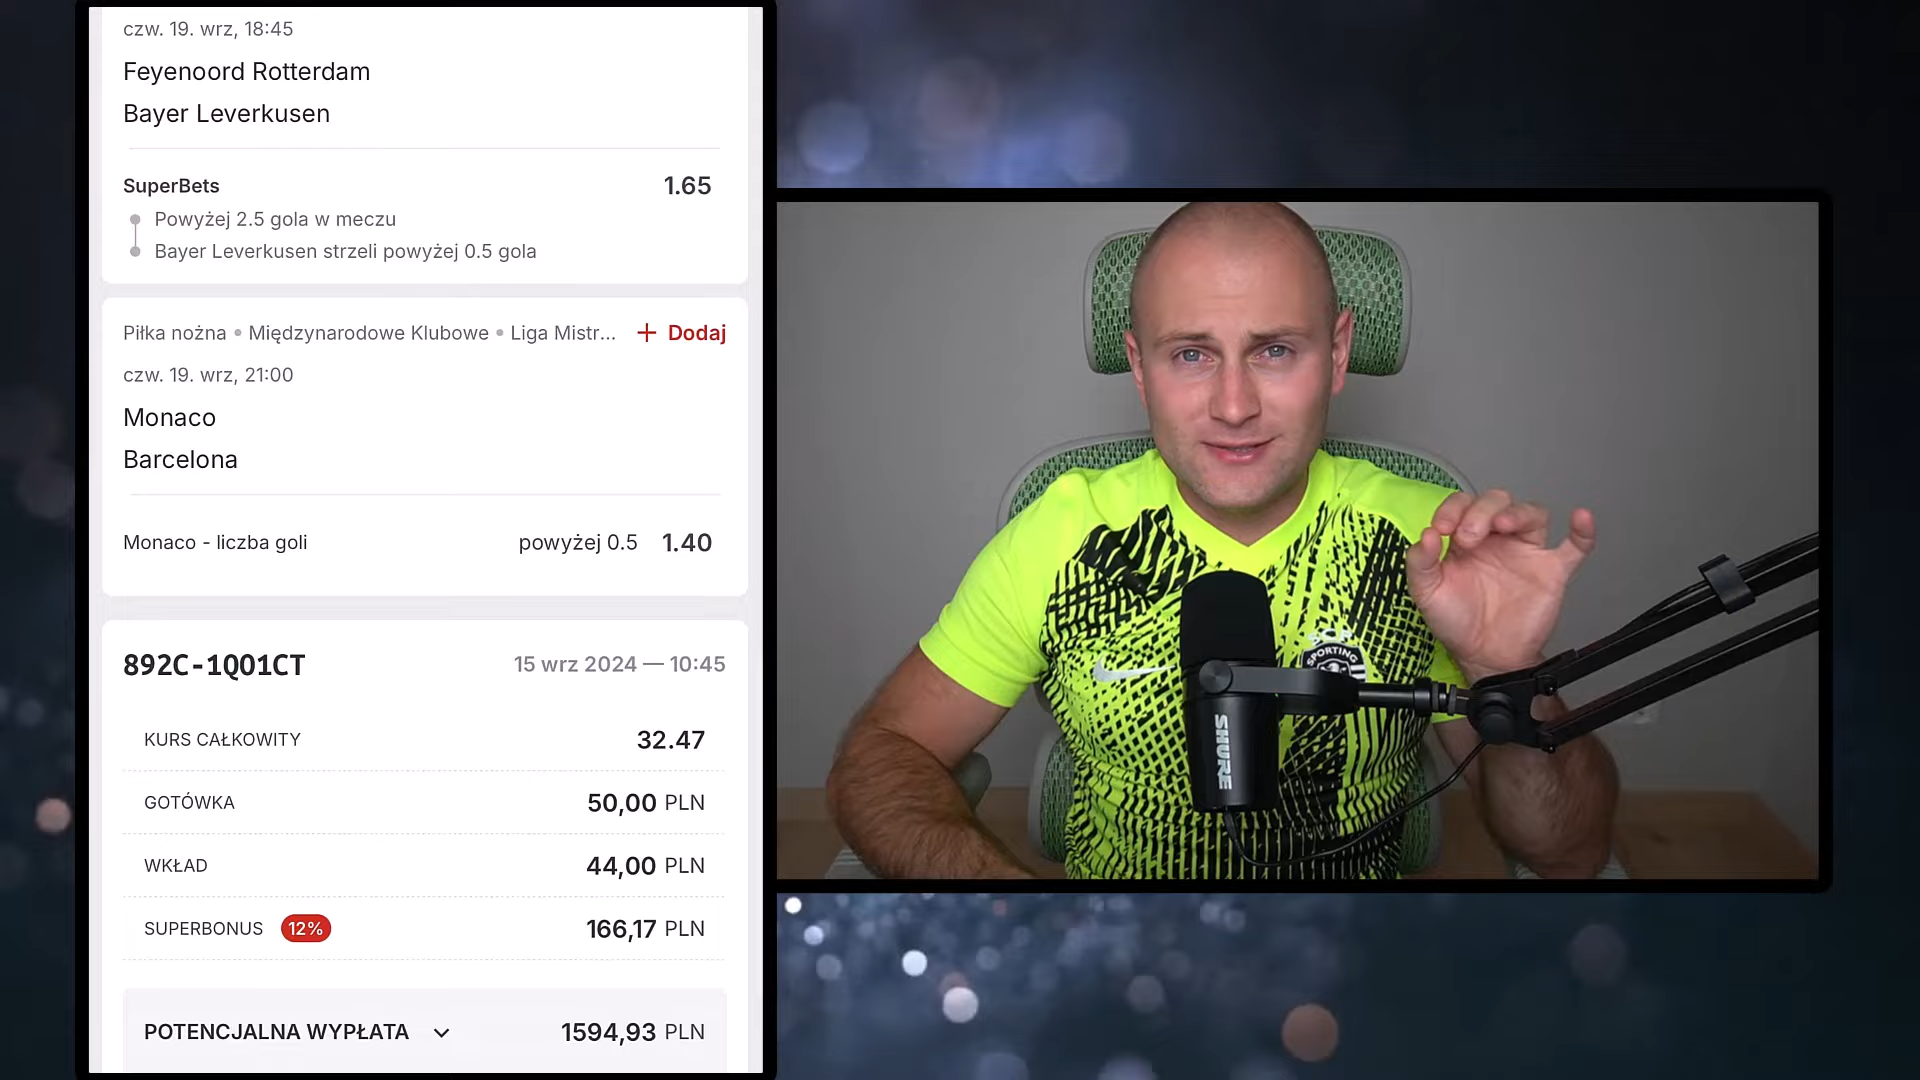 czw. 19. wrz, 18:45
Feyenoord Rotterdam
Bayer Leverkusen
SuperBets 1.65
Powyżej 2.5 gola w meczu
Bayer Leverkusen strzeli powyżej 0.5 gola
Piłka nożna • Międzynarodowe Klubowe • Liga Mistr... + Dodaj
czw. 19. wrz, 21:00
Monaco
Barcelona
Monaco - liczba goli powyżej 0.5 1.40
892C-1Q01CT 15 wrz 2024 — 10:45
KURS CAŁKOWITY 32.47
GOTÓWKA 50,00 PLN
WKŁAD 44,00 PLN
SUPERBONUS 12% 166,17 PLN
POTENCJALNA WYPŁATA 1594,93 PLN
SCR
SPORTING
SHURE